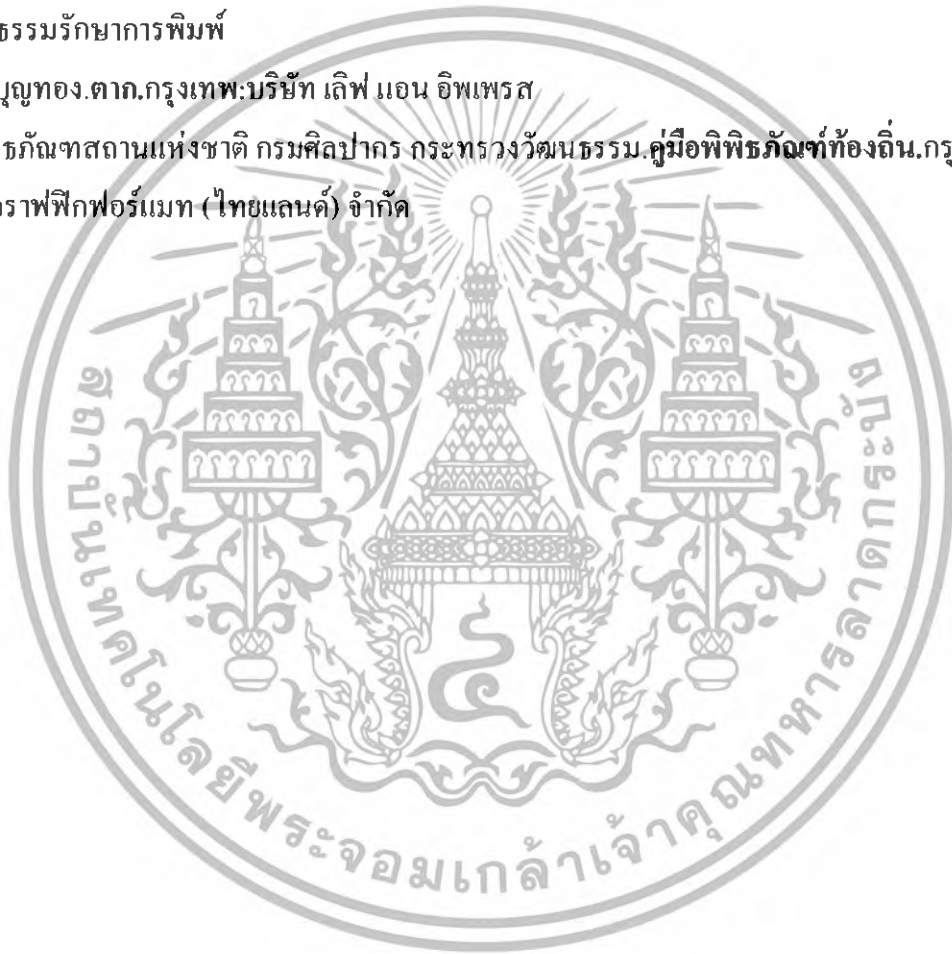 ธรรมรักษาการพิมพ์
บุญทอง.ตาก.กรุงเทพ:บริษัท เลิฟ แอน อิพเพรส
ธภัณฑสถานแห่งชาติ กรมศิลปากร กระทรวงวัฒนธรรม.คู่มือพิพิธภัณฑ์ท้องถิ่น.กรุ
ราฟฟิกฟอร์แมท (ไทยแลนด์) จำกัด
สถาบันเทคโนโลยีพระจอมเกล้าเจ้าคุณทหารลาดกระบัง
๔